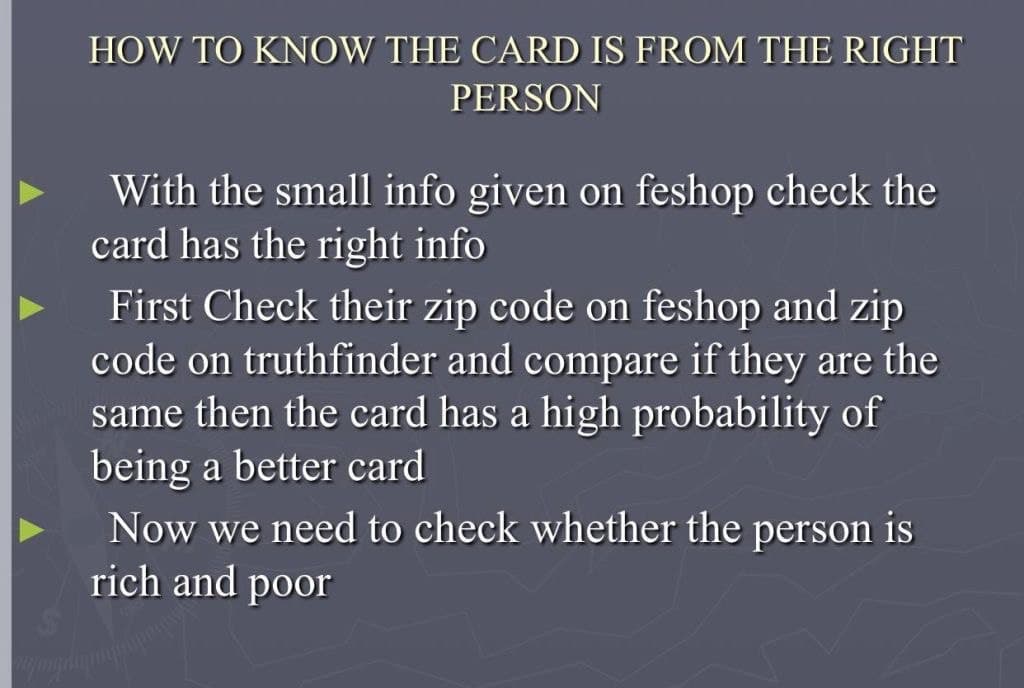 HOW TO KNOW THE CARD IS FROM THE RIGHT
PERSON
With the small info given on feshop check the
card has the right info
First Check their zip code on feshop and zip
code on truthfinder and compare if they are the
same then the card has a high probability of
being a better card
Now we need to check whether the person is
rich and poor